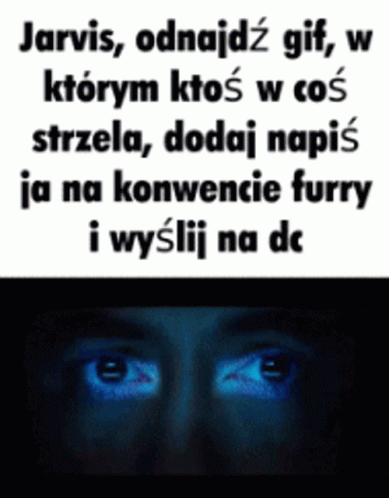 Jarvis, odnajdź gif, w
którym ktoś w coś
strzela, dodaj napiś
ja na konwencie furry
i wyślij na dc